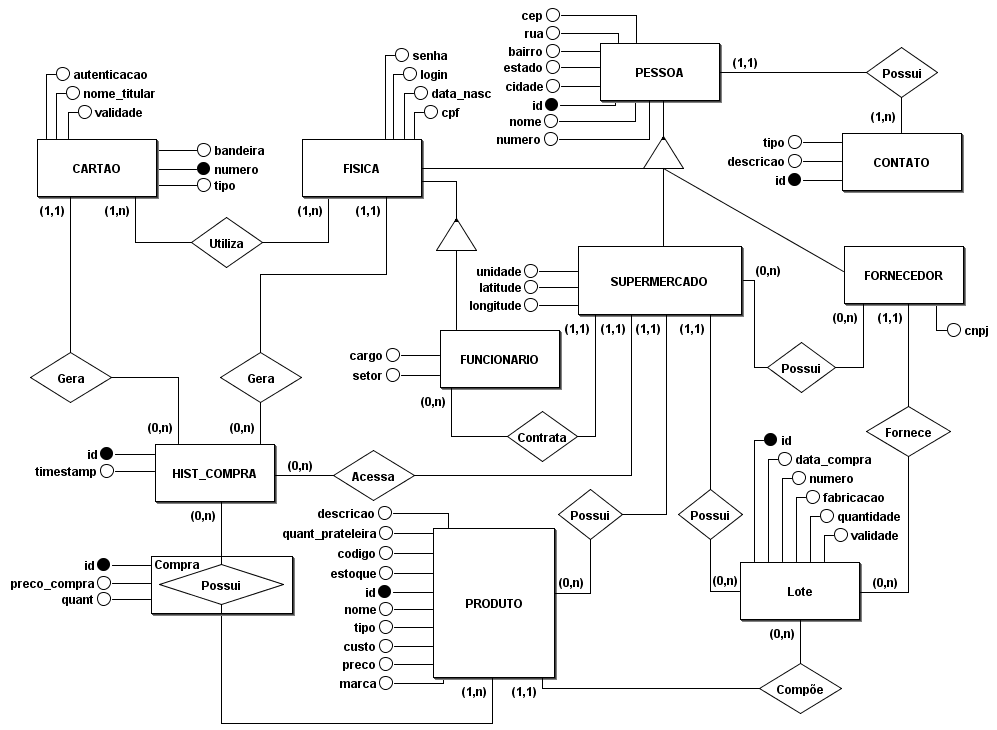 cep
rua
bairro
estado
cidade
id
nome
numero
PESSOA
(1,1)
Possui
(1,n)
tipo
descricao
id
CONTATO
autenticacao
nome_titular
validade
CARTAO
bandeira
numero
tipo
(1,1)
(1,n)
Utiliza
senha
login
data_nasc
cpf
FISICA
(1,n)
(1,1)
unidade
latitude
longitude
SUPERMERCADO
(0,n)
(1,1)
(1,1)
(1,1)
(1,1)
FORNECEDOR
(0,n)
(1,1)
cnpj
cargo
setor
FUNCIONARIO
(0,n)
Contrata
Possui
Gera
(0,n)
Gera
(0,n)
Fornece
id
timestamp
HIST_COMPRA
(0,n)
Acessa
(0,n)
id
data_compra
numero
fabricacao
quantidade
validade
Possui
Possui
(0,n)
(0,n)
Lote
(0,n)
(0,n)
id
preco_compra
quant
Compra
Possui
descricao
quant_prateleira
codigo
estoque
id
nome
tipo
custo
preco
marca
PRODUTO
(1,n)
(1,1)
Compõe